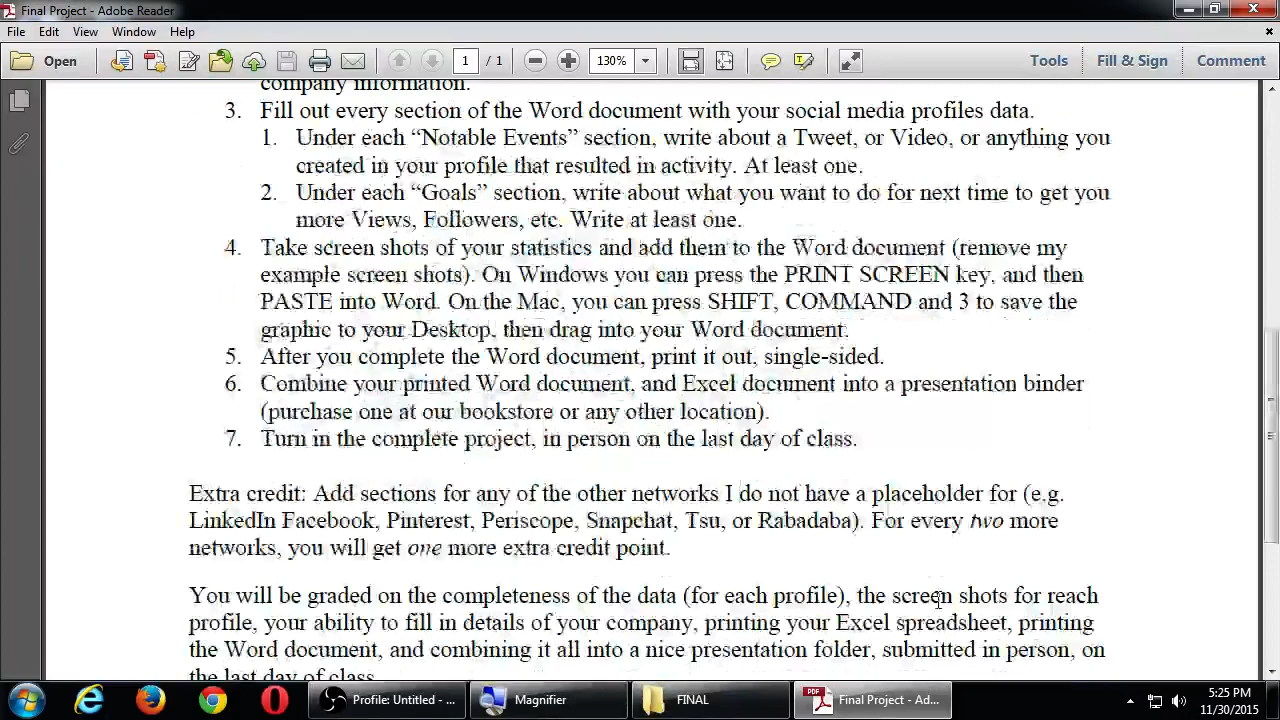 Final Project - Adobe Reader
File Edit View Window Help
Open 1 / 1 130% Tools Fill & Sign Comment
company information.
3. Fill out every section of the Word document with your social media profiles data.
1. Under each “Notable Events” section, write about a Tweet, or Video, or anything you
created in your profile that resulted in activity. At least one.
2. Under each “Goals” section, write about what you want to do for next time to get you
more Views, Followers, etc. Write at least one.
4. Take screen shots of your statistics and add them to the Word document (remove my
example screen shots). On Windows you can press the PRINT SCREEN key, and then
PASTE into Word. On the Mac, you can press SHIFT, COMMAND and 3 to save the
graphic to your Desktop, then drag into your Word document.
5. After you complete the Word document, print it out, single-sided.
6. Combine your printed Word document, and Excel document into a presentation binder
(purchase one at our bookstore or any other location).
7. Turn in the complete project, in person on the last day of class.
Extra credit: Add sections for any of the other networks I do not have a placeholder for (e.g.
LinkedIn Facebook, Pinterest, Periscope, Snapchat, Tsu, or Rabadaba). For every two more
networks, you will get one more extra credit point.
You will be graded on the completeness of the data (for each profile), the screen shots for reach
profile, your ability to fill in details of your company, printing your Excel spreadsheet, printing
the Word document, and combining it all into a nice presentation folder, submitted in person, on
the last day of class.
Profile: Untitled - ... Magnifier FINAL PDF Final Project - Ad... 5:25 PM
11/30/2015